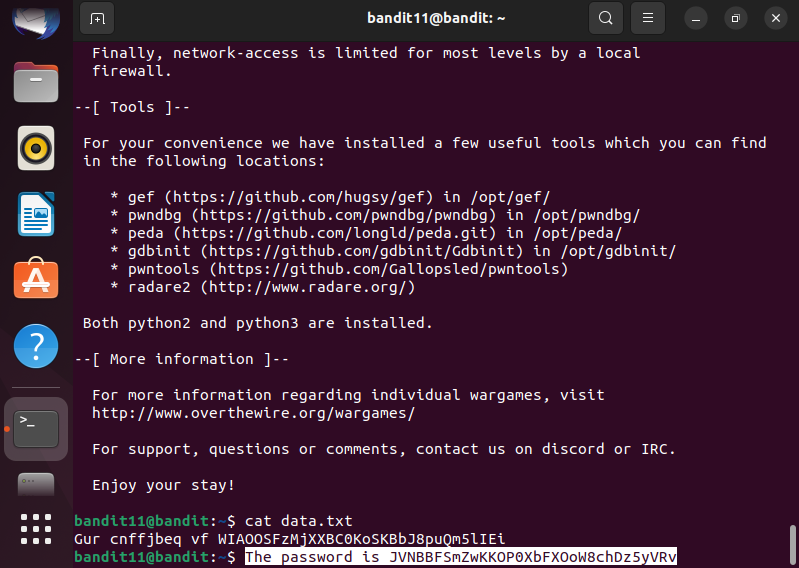 bandit11@bandit: ~
Finally, network-access is limited for most levels by a local
firewall.
--[ Tools ]--
For your convenience we have installed a few useful tools which you can find
in the following locations:
* gef (https://github.com/hugsy/gef) in /opt/gef/
* pwndbg (https://github.com/pwndbg/pwndbg) in /opt/pwndbg/
* peda (https://github.com/longld/peda.git) in /opt/peda/
* gdbinit (https://github.com/gdbinit/Gdbinit) in /opt/gdbinit/
* pwntools (https://github.com/Gallopsled/pwntools)
* radare2 (http://www.radare.org/)
Both python2 and python3 are installed.
--[ More information ]--
For more information regarding individual wargames, visit
http://www.overthewire.org/wargames/
For support, questions or comments, contact us on discord or IRC.
Enjoy your stay!
bandit11@bandit:~$ cat data.txt
Gur cnffjbeq vf WIAOOSFzMjXXBC0KoSKBbJ8puQm5lIEi
bandit11@bandit:~$ The password is JVNBBFSmZwKKOP0XbFXOoW8chDz5yVRv